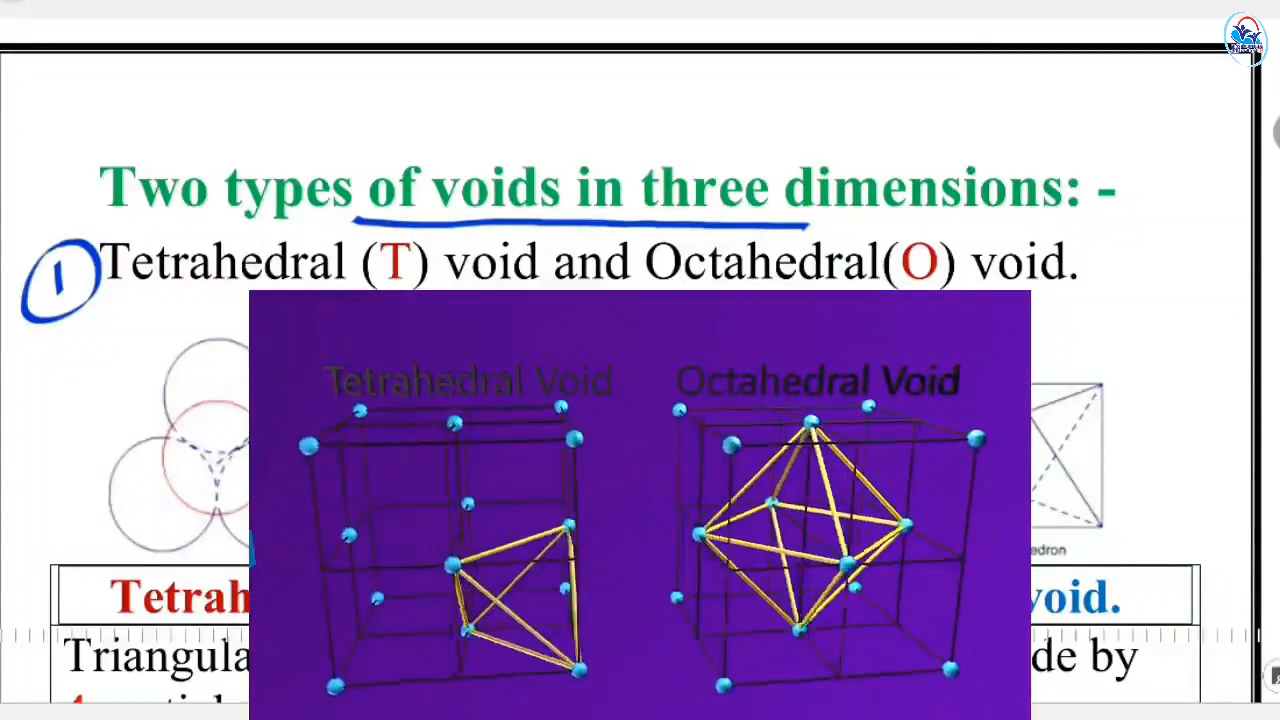 Two types of voids in three dimensions: -
1 Tetrahedral (T) void and Octahedral(O) void.
Tetrahedral Void Octahedral Void
edron
Tetrah void.
Triangula de by